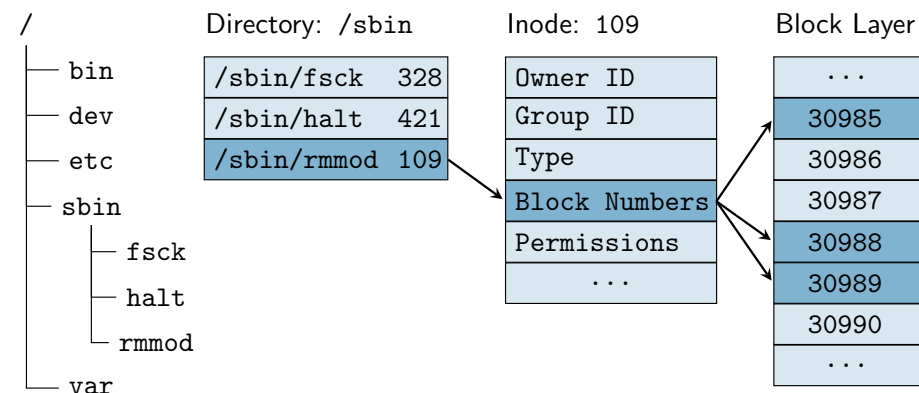 /
bin
dev
etc
sbin
fsck
halt
rmmod
var
Directory: /sbin
/sbin/fsck 328
/sbin/halt 421
/sbin/rmmod 109
Inode: 109
Owner ID
Group ID
Type
Block Numbers
Permissions
...
Block Layer
...
30985
30986
30987
30988
30989
30990
...